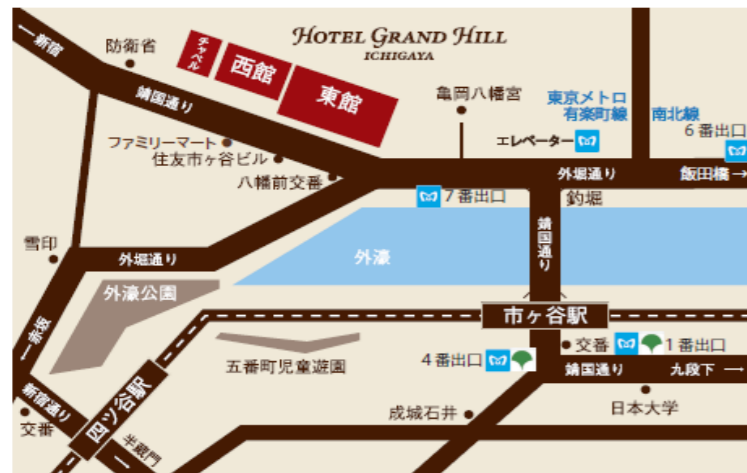 ←新宿
防衛省
チャペル
西館
東館
HOTEL GRAND HILL
ICHIGAYA
靖国通り
亀岡八幡宮
東京メトロ
有楽町線
南北線
6番出口
エレベーター
ファミリーマート
住友市ヶ谷ビル
八幡前交番
外堀通り
飯田橋→
7番出口
釣堀
靖国通り
雪印
外堀通り
外濠
外濠公園
市ヶ谷駅
←赤坂
五番町児童遊園
4番出口
交番
1番出口
靖国通り
九段下→
新宿通り
四ツ谷駅
成城石井
日本大学
交番
半蔵門
→